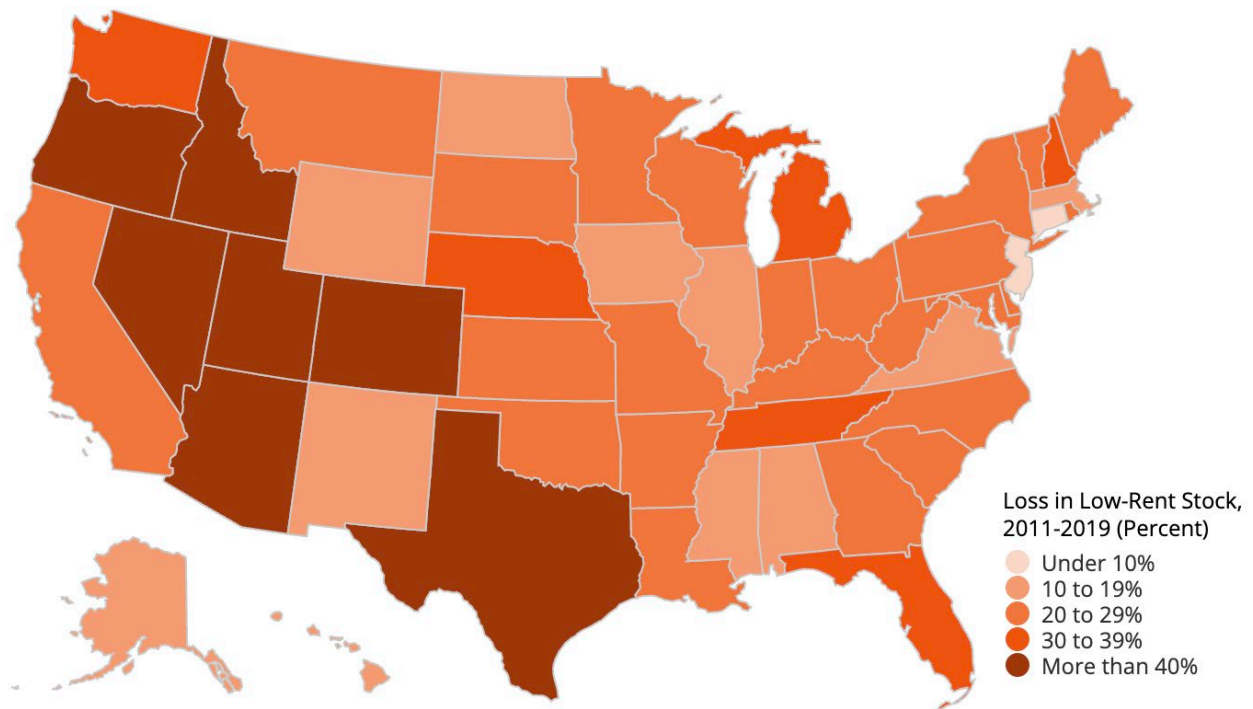 Loss in Low-Rent Stock,
2011-2019 (Percent)
Under 10%
10 to 19%
20 to 29%
30 to 39%
More than 40%